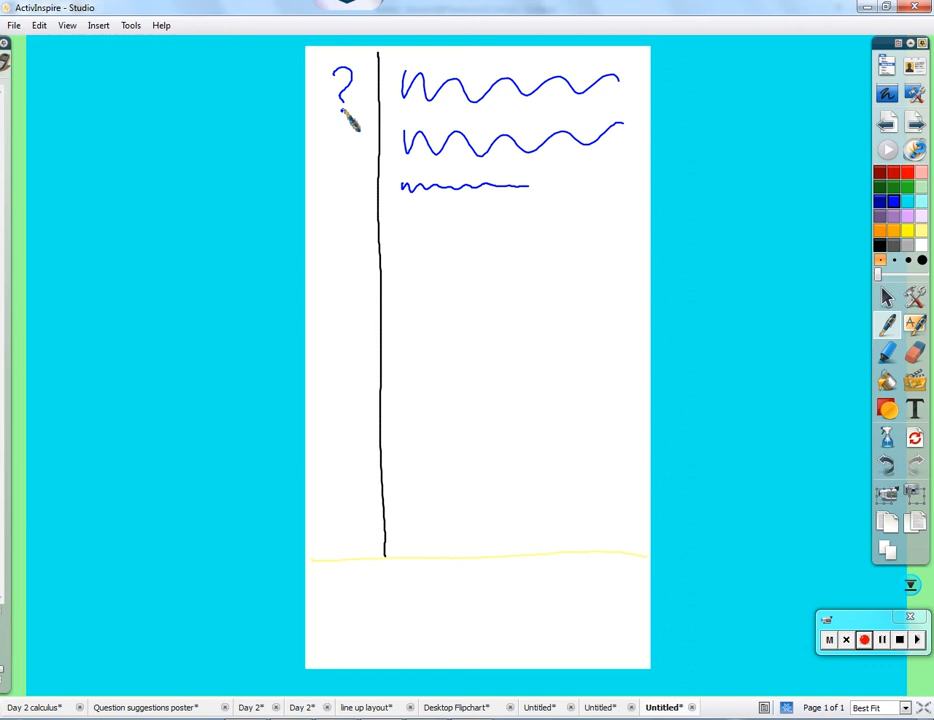 ActivInspire - Studio
File Edit View Insert Tools Help
?
M
A
T
Day 2 calculus* Question suggestions poster* Day 2* Day 2* line up layout* Desktop Flipchart* Untitled* Untitled* Untitled* Page 1 of 1 Best Fit